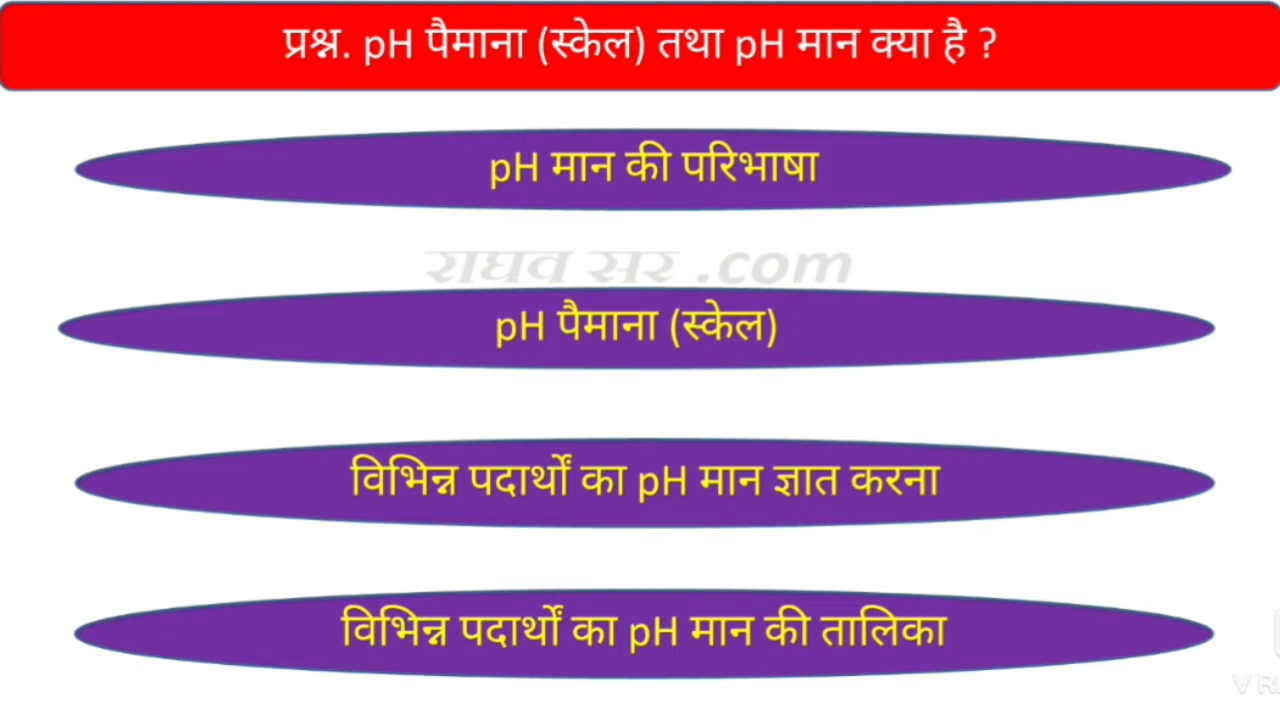 प्रश्न. pH पैमाना (स्केल) तथा pH मान क्या है ?
pH मान की परिभाषा
राघव सर .com
pH पैमाना (स्केल)
विभिन्न पदार्थों का pH मान ज्ञात करना
विभिन्न पदार्थों का pH मान की तालिका